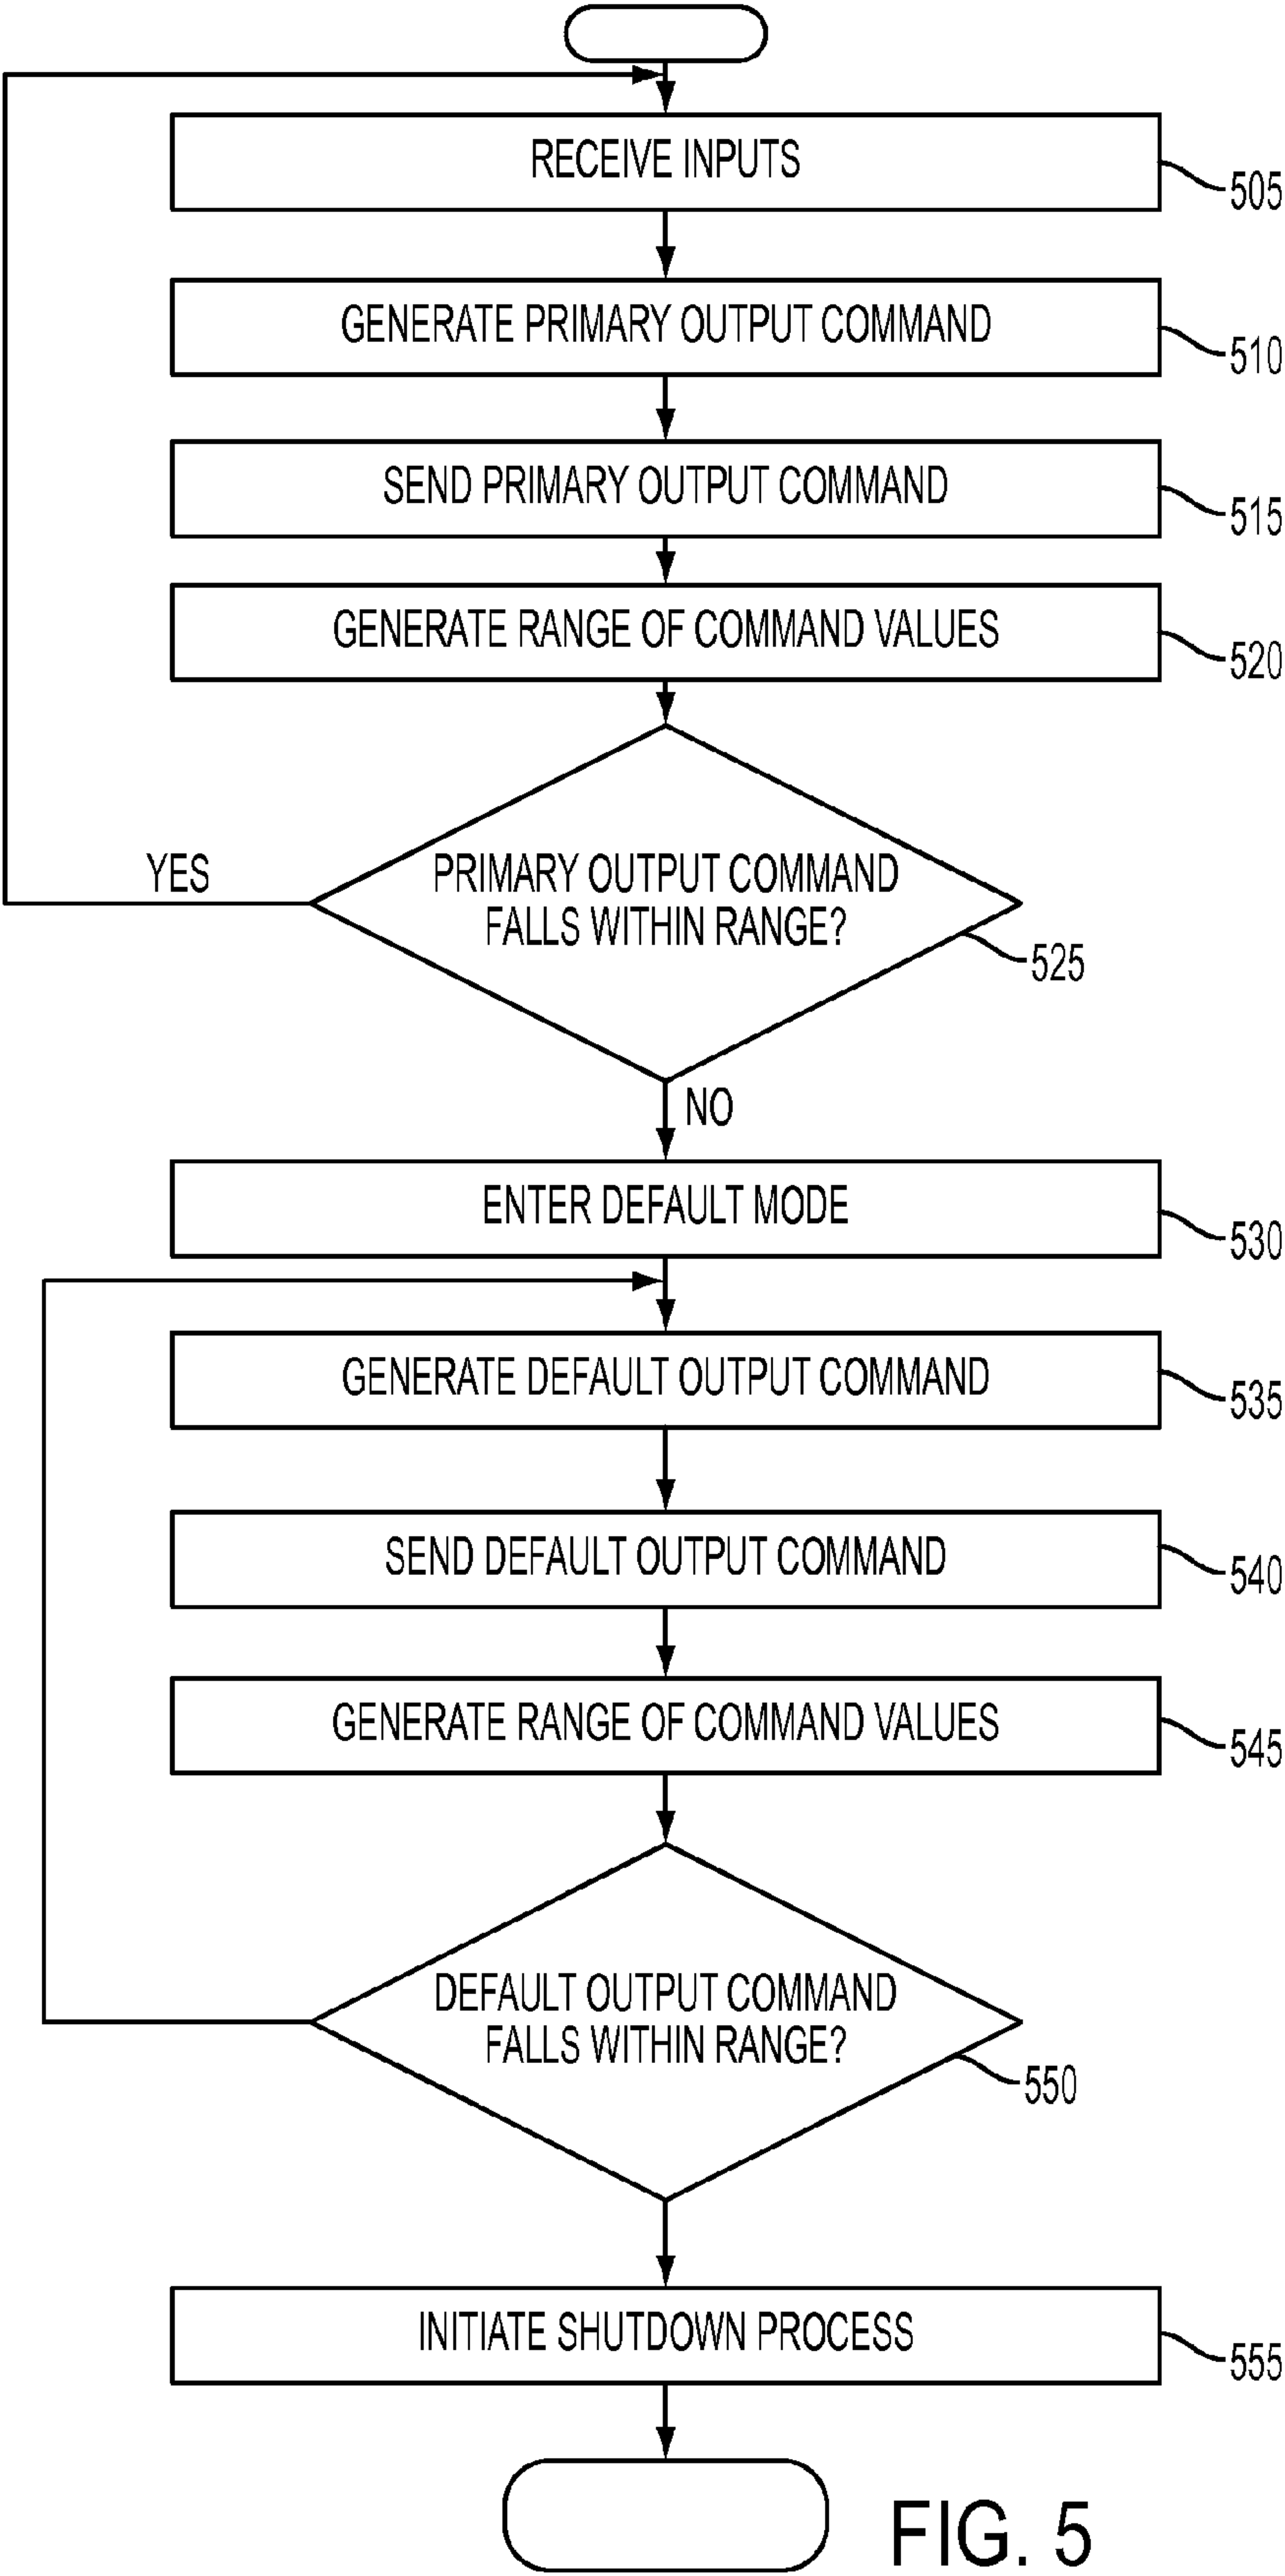 RECEIVE INPUTS
505
GENERATE PRIMARY OUTPUT COMMAND
510
SEND PRIMARY OUTPUT COMMAND
515
GENERATE RANGE OF COMMAND VALUES
520
YES
PRIMARY OUTPUT COMMAND
FALLS WITHIN RANGE?
525
NO
ENTER DEFAULT MODE
530
GENERATE DEFAULT OUTPUT COMMAND
535
SEND DEFAULT OUTPUT COMMAND
540
GENERATE RANGE OF COMMAND VALUES
545
DEFAULT OUTPUT COMMAND
FALLS WITHIN RANGE?
550
INITIATE SHUTDOWN PROCESS
555
FIG. 5